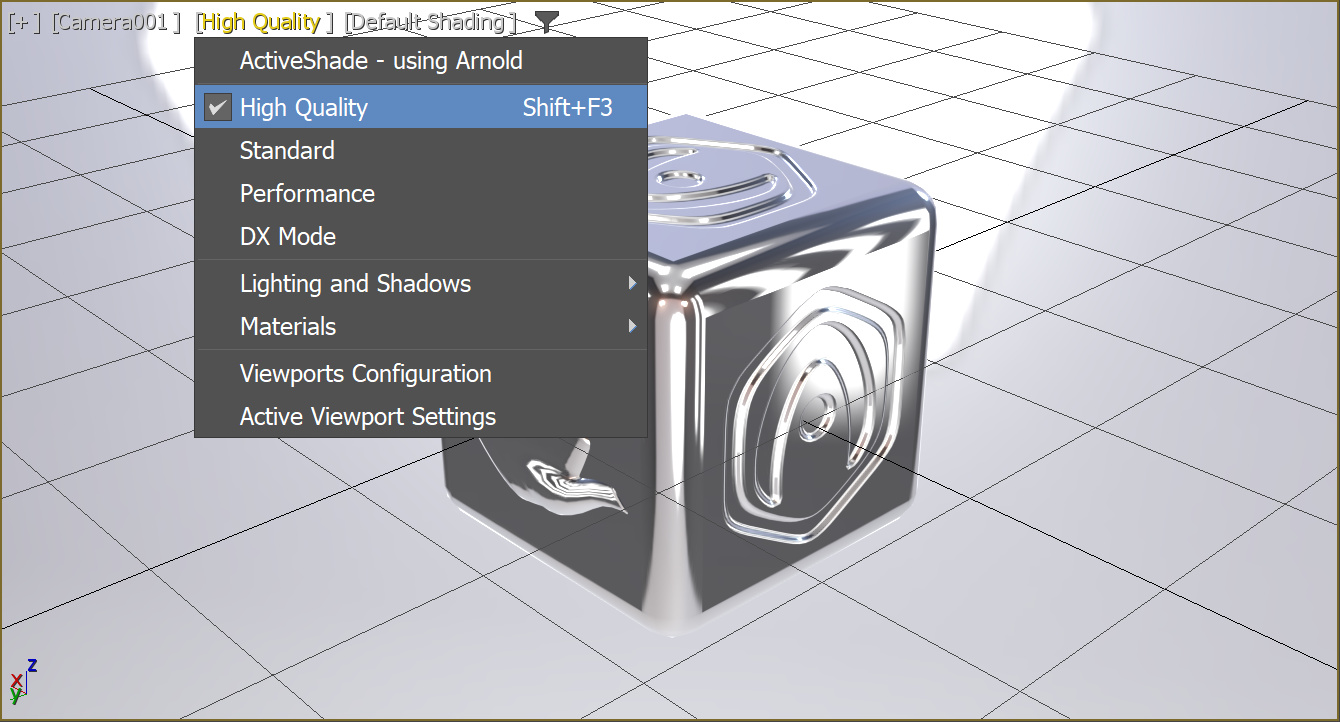 [+] [Camera001] [High Quality] [Default Shading]
ActiveShade - using Arnold
High Quality Shift+F3
Standard
Performance
DX Mode
Lighting and Shadows
Materials
Viewports Configuration
Active Viewport Settings
z
x
y